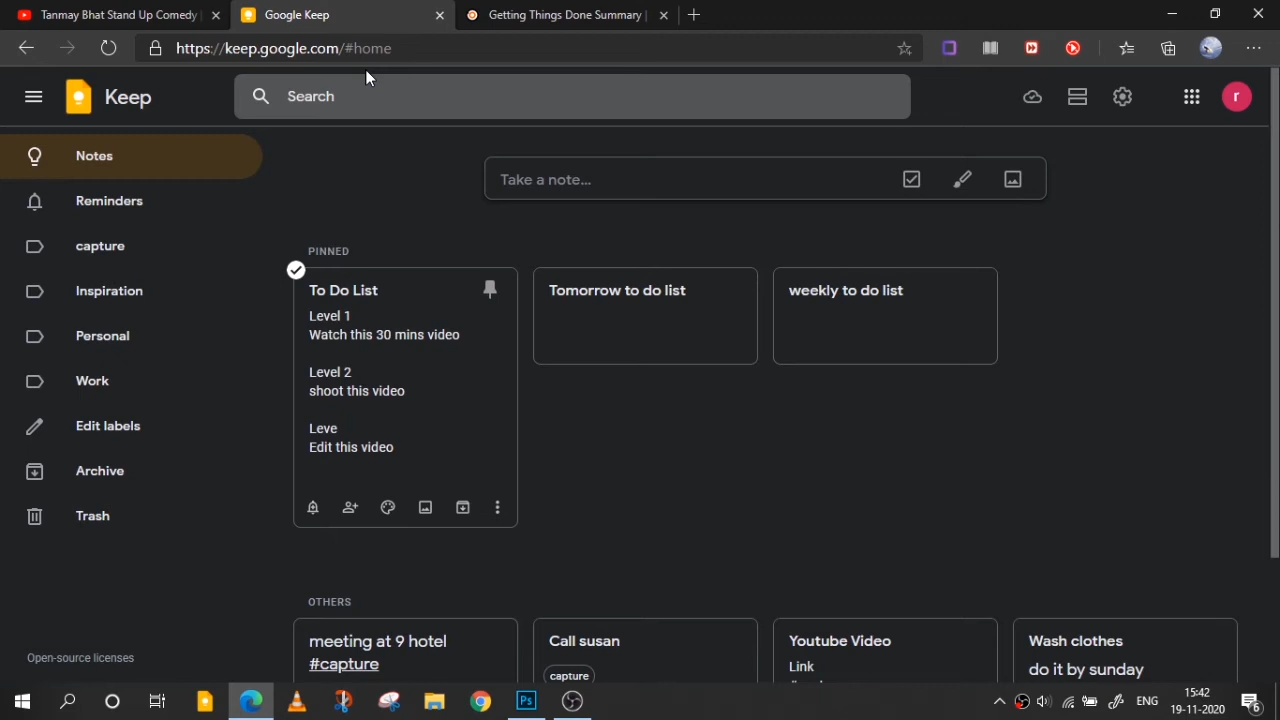 Tanmay Bhat Stand Up Comedy
Google Keep
Getting Things Done Summary |
https://keep.google.com/#home
Keep
Search
r
Notes
Reminders
capture
Inspiration
Personal
Work
Edit labels
Archive
Trash
Open-source licenses
Take a note...
PINNED
To Do List
Level 1
Watch this 30 mins video
Level 2
shoot this video
Leve
Edit this video
Tomorrow to do list
weekly to do list
OTHERS
meeting at 9 hotel
#capture
Call susan
capture
Youtube Video
Link
Wash clothes
do it by sunday
Ps
ENG
15:42
19-11-2020
6